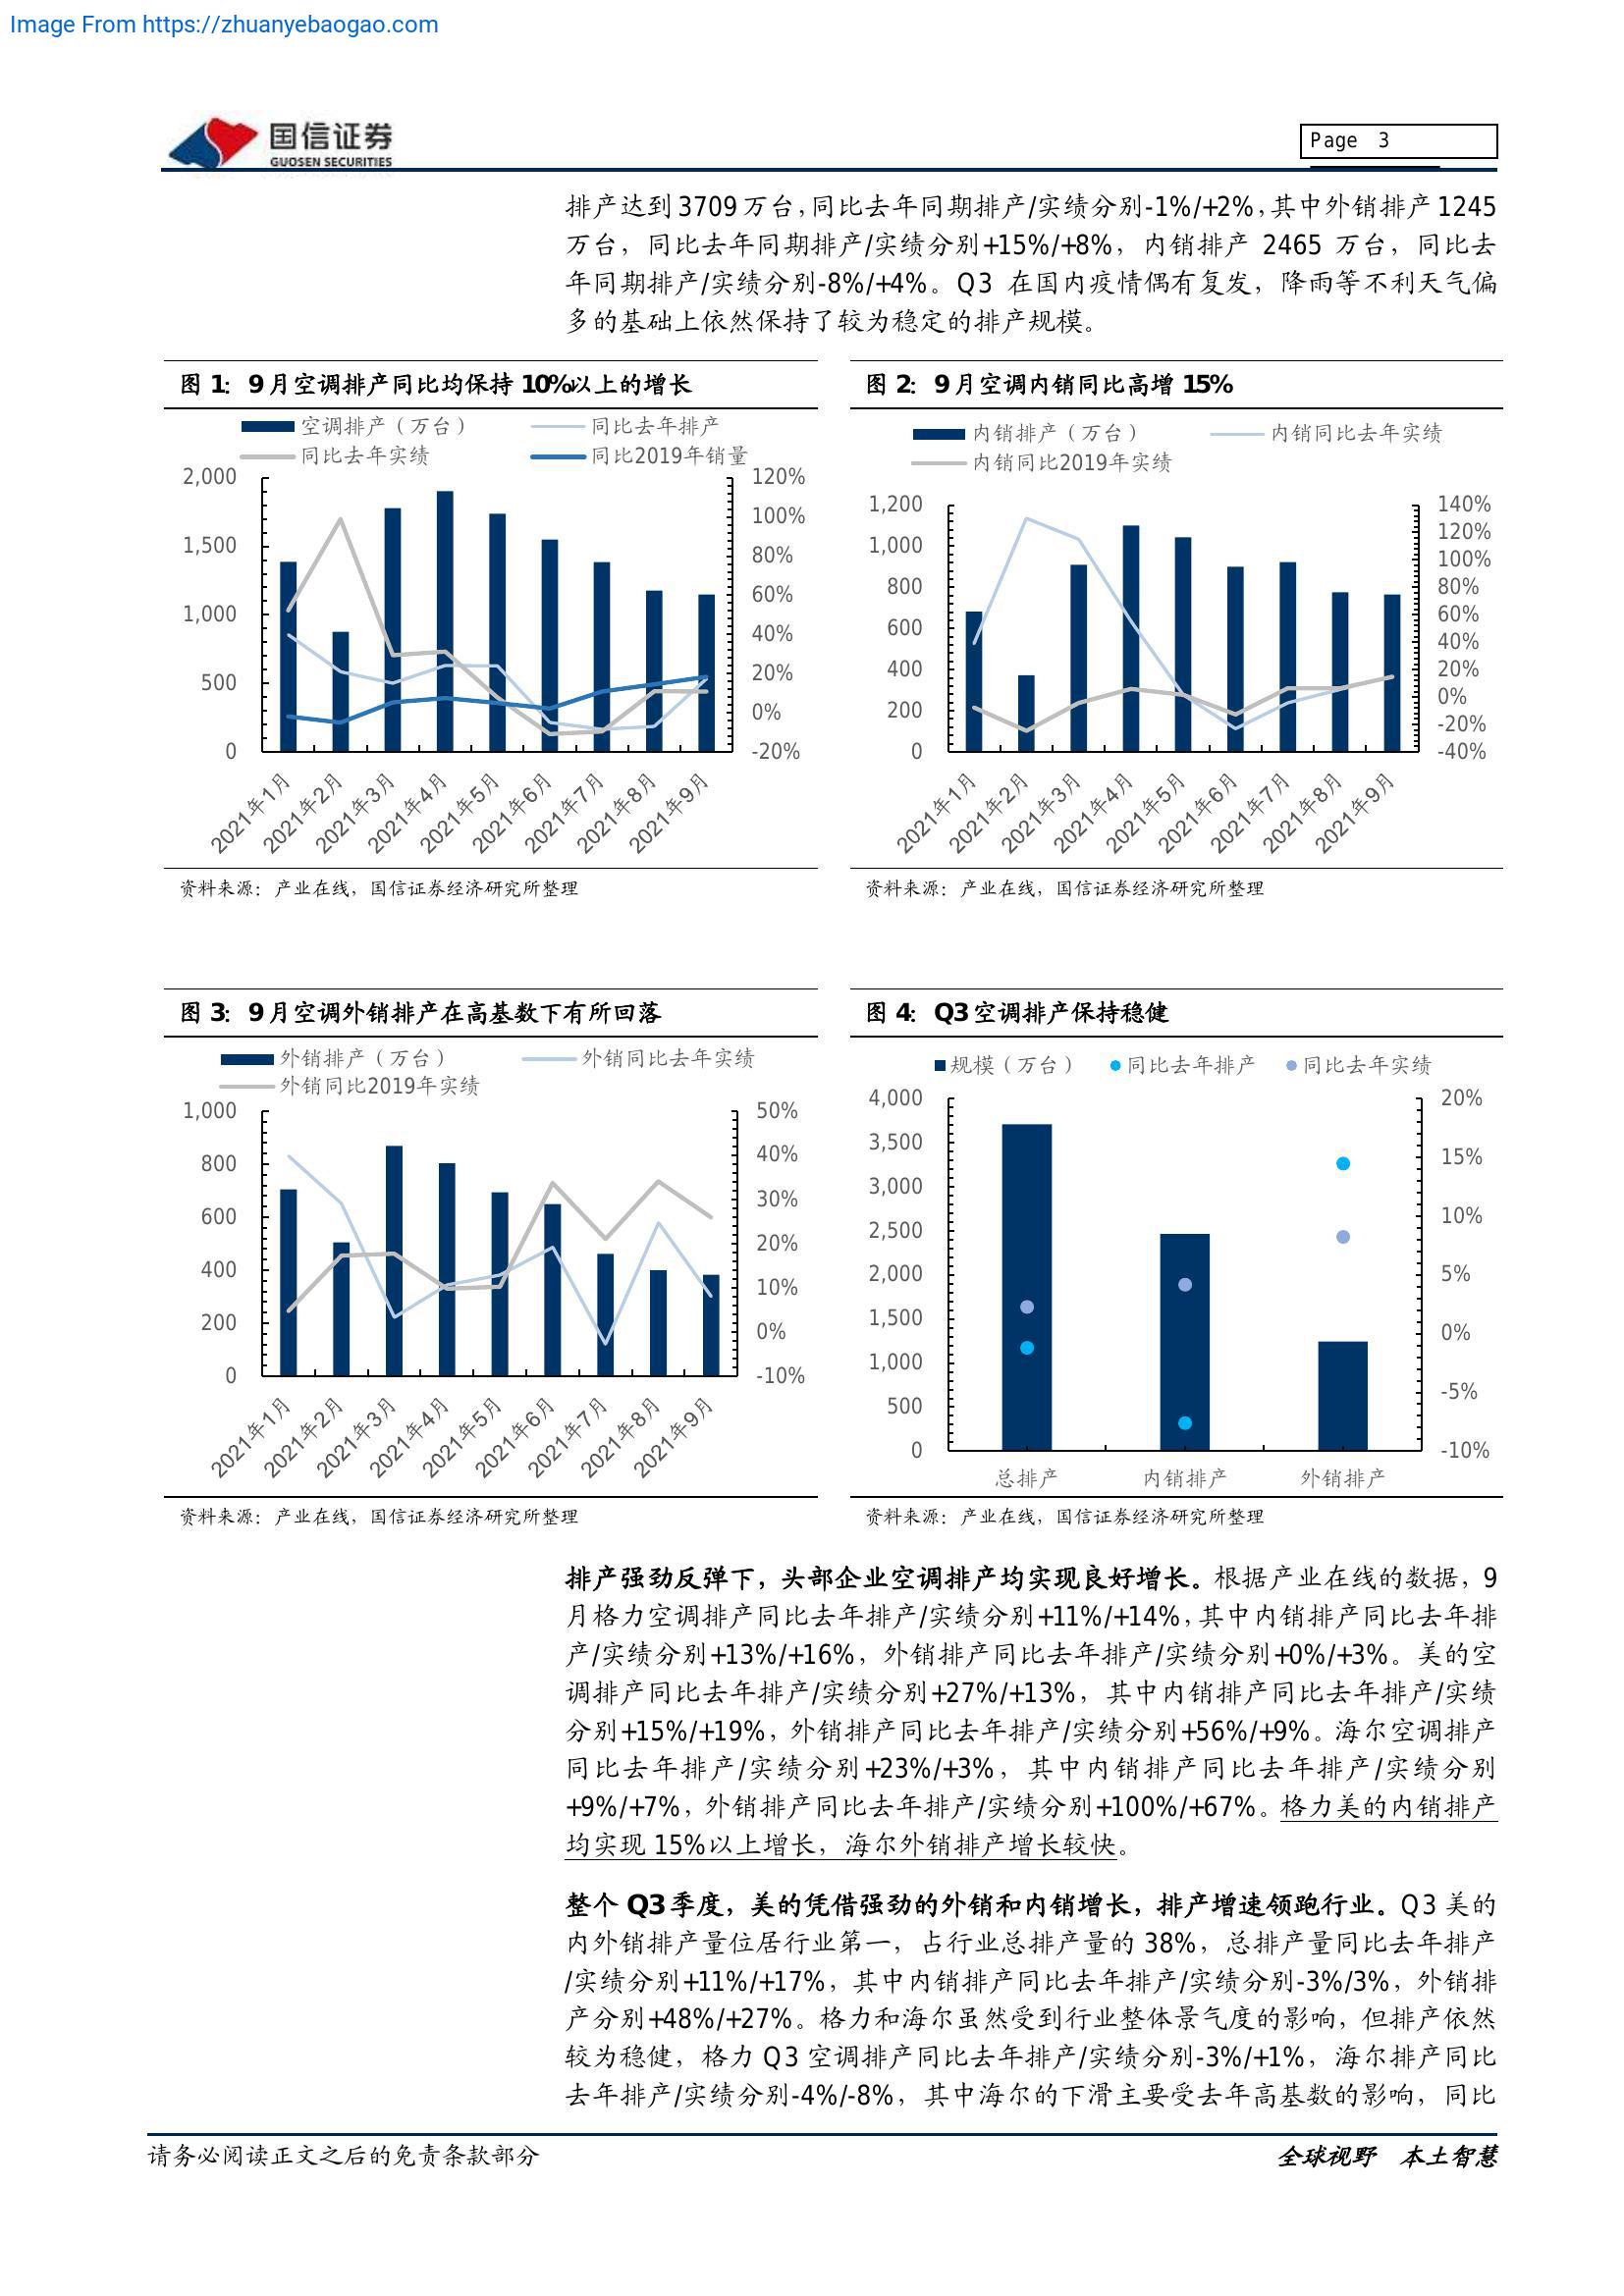 Image From https://zhuanyebaogao.com
国信证券
GUOSEN SECURITIES
Page 3
排产达到 3709 万台,同比去年同期排产/实绩分别-1%/+2%,其中外销排产 1245
万台，同比去年同期排产/实绩分别+15%/+8%，内销排产 2465 万台，同比去
年同期排产/实绩分别-8%/+4%。Q3 在国内疫情偶有复发，降雨等不利天气偏
多的基础上依然保持了较为稳定的排产规模。
图 1：9 月空调排产同比均保持 10%以上的增长
空调排产（万台） 同比去年排产
同比去年实绩 同比2019年销量
2,000 120%
100%
1,500 80%
60%
1,000 40%
20%
500 0%
0 -20%
2021年1月 2021年2月 2021年3月 2021年4月 2021年5月 2021年6月 2021年7月 2021年8月 2021年9月
资料来源：产业在线，国信证券经济研究所整理
图 2：9 月空调内销同比高增 15%
内销排产（万台） 内销同比去年实绩
内销同比2019年实绩
1,200 140%
120%
1,000 100%
800 80%
600 60%
40%
400 20%
0%
200 -20%
0 -40%
2021年1月 2021年2月 2021年3月 2021年4月 2021年5月 2021年6月 2021年7月 2021年8月 2021年9月
资料来源：产业在线，国信证券经济研究所整理
图 3：9 月空调外销排产在高基数下有所回落
外销排产（万台） 外销同比去年实绩
外销同比2019年实绩
1,000 50%
800 40%
30%
600 20%
400 10%
200 0%
0 -10%
2021年1月 2021年2月 2021年3月 2021年4月 2021年5月 2021年6月 2021年7月 2021年8月 2021年9月
资料来源：产业在线，国信证券经济研究所整理
图 4：Q3 空调排产保持稳健
规模（万台） 同比去年排产 同比去年实绩
4,000 20%
3,500 15%
3,000
2,500 10%
2,000 5%
1,500 0%
1,000
500 -5%
0 -10%
总排产 内销排产 外销排产
资料来源：产业在线，国信证券经济研究所整理
排产强劲反弹下，头部企业空调排产均实现良好增长。根据产业在线的数据，9
月格力空调排产同比去年排产/实绩分别+11%/+14%,其中内销排产同比去年排
产/实绩分别+13%/+16%，外销排产同比去年排产/实绩分别+0%/+3%。美的空
调排产同比去年排产/实绩分别+27%/+13%，其中内销排产同比去年排产/实绩
分别+15%/+19%，外销排产同比去年排产/实绩分别+56%/+9%。海尔空调排产
同比去年排产/实绩分别+23%/+3%，其中内销排产同比去年排产/实绩分别
+9%/+7%，外销排产同比去年排产/实绩分别+100%/+67%。格力美的内销排产
均实现 15%以上增长，海尔外销排产增长较快。
整个 Q3 季度，美的凭借强劲的外销和内销增长，排产增速领跑行业。Q3 美的
内外销排产量位居行业第一，占行业总排产量的 38%，总排产量同比去年排产
/实绩分别+11%/+17%，其中内销排产同比去年排产/实绩分别-3%/3%，外销排
产分别+48%/+27%。格力和海尔虽然受到行业整体景气度的影响，但排产依然
较为稳健，格力 Q3 空调排产同比去年排产/实绩分别-3%/+1%，海尔排产同比
去年排产/实绩分别-4%/-8%，其中海尔的下滑主要受去年高基数的影响，同比
请务必阅读正文之后的免责条款部分
全球视野 本土智慧